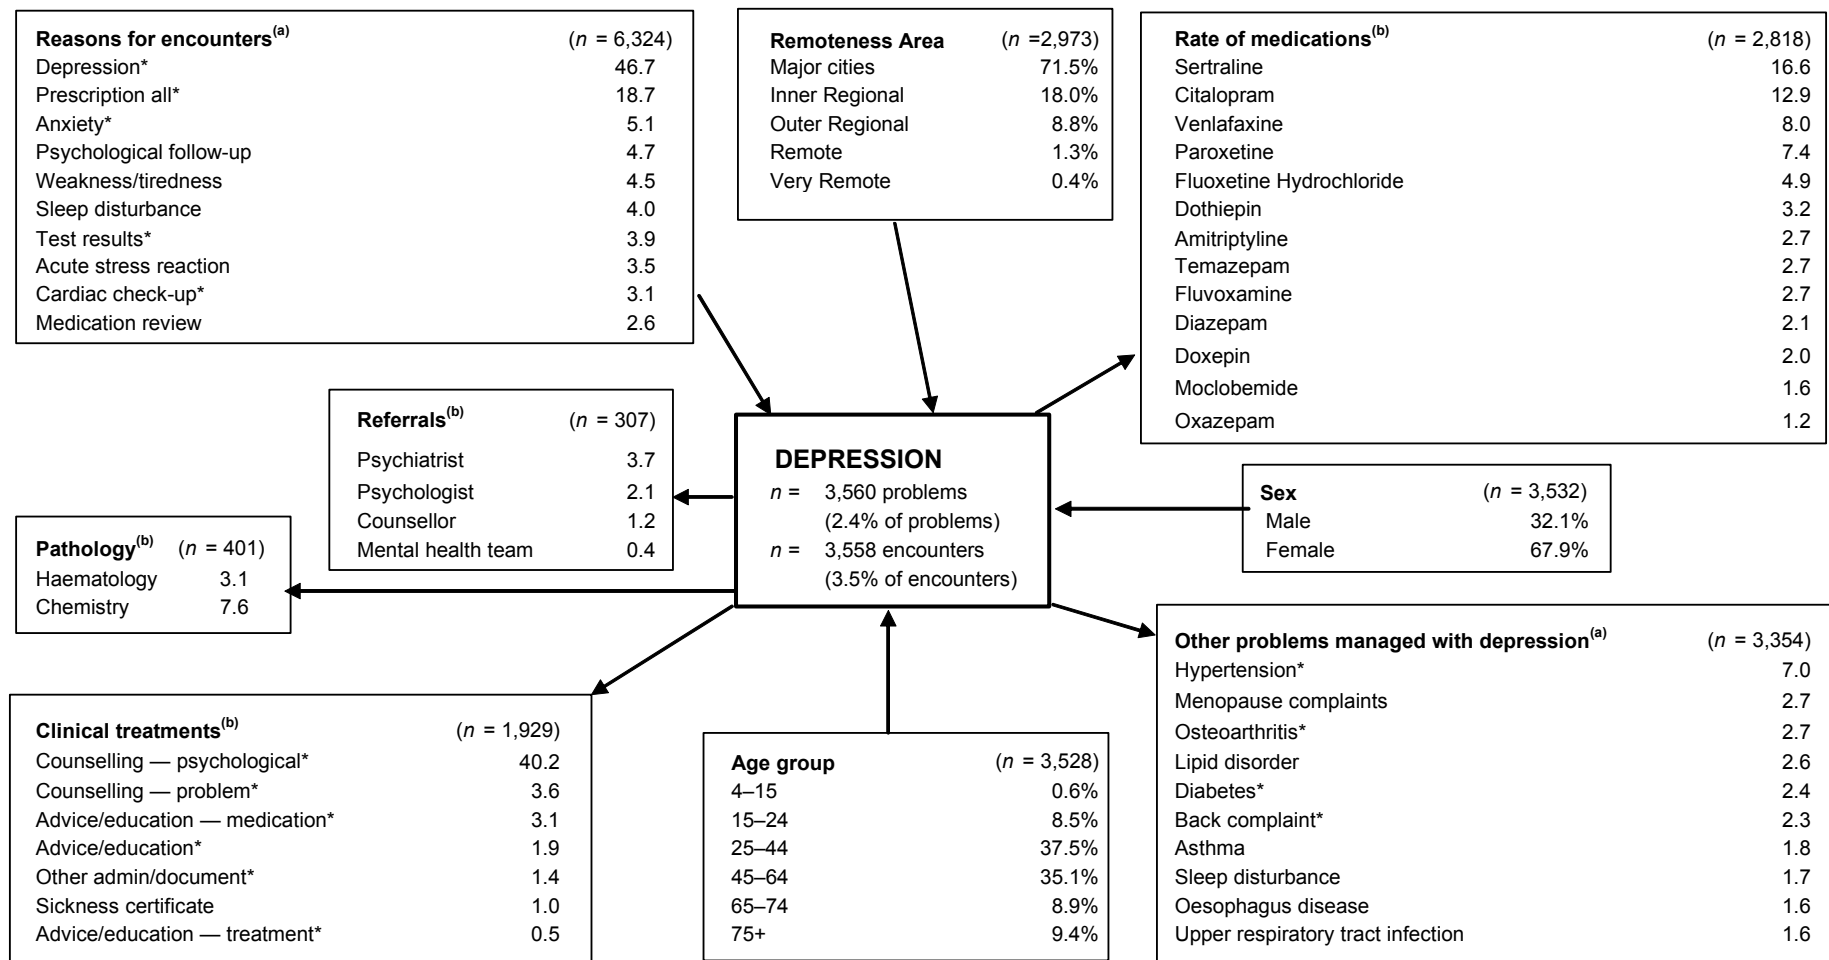 Reasons for encounters(a) (n = 6,324)
Depression* 46.7
Prescription all* 18.7
Anxiety* 5.1
Psychological follow-up 4.7
Weakness/tiredness 4.5
Sleep disturbance 4.0
Test results* 3.9
Acute stress reaction 3.5
Cardiac check-up* 3.1
Medication review 2.6
Remoteness Area (n =2,973)
Major cities 71.5%
Inner Regional 18.0%
Outer Regional 8.8%
Remote 1.3%
Very Remote 0.4%
Rate of medications(b) (n = 2,818)
Sertraline 16.6
Citalopram 12.9
Venlafaxine 8.0
Paroxetine 7.4
Fluoxetine Hydrochloride 4.9
Dothiepin 3.2
Amitriptyline 2.7
Temazepam 2.7
Fluvoxamine 2.7
Diazepam 2.1
Doxepin 2.0
Moclobemide 1.6
Oxazepam 1.2
Referrals(b) (n = 307)
Psychiatrist 3.7
Psychologist 2.1
Counsellor 1.2
Mental health team 0.4
DEPRESSION
n = 3,560 problems
(2.4% of problems)
n = 3,558 encounters
(3.5% of encounters)
Sex (n = 3,532)
Male 32.1%
Female 67.9%
Pathology(b) (n = 401)
Haematology 3.1
Chemistry 7.6
Clinical treatments(b) (n = 1,929)
Counselling — psychological* 40.2
Counselling — problem* 3.6
Advice/education — medication* 3.1
Advice/education* 1.9
Other admin/document* 1.4
Sickness certificate 1.0
Advice/education — treatment* 0.5
Age group (n = 3,528)
4–15 0.6%
15–24 8.5%
25–44 37.5%
45–64 35.1%
65–74 8.9%
75+ 9.4%
Other problems managed with depression(a) (n = 3,354)
Hypertension* 7.0
Menopause complaints 2.7
Osteoarthritis* 2.7
Lipid disorder 2.6
Diabetes* 2.4
Back complaint* 2.3
Asthma 1.8
Sleep disturbance 1.7
Oesophagus disease 1.6
Upper respiratory tract infection 1.6